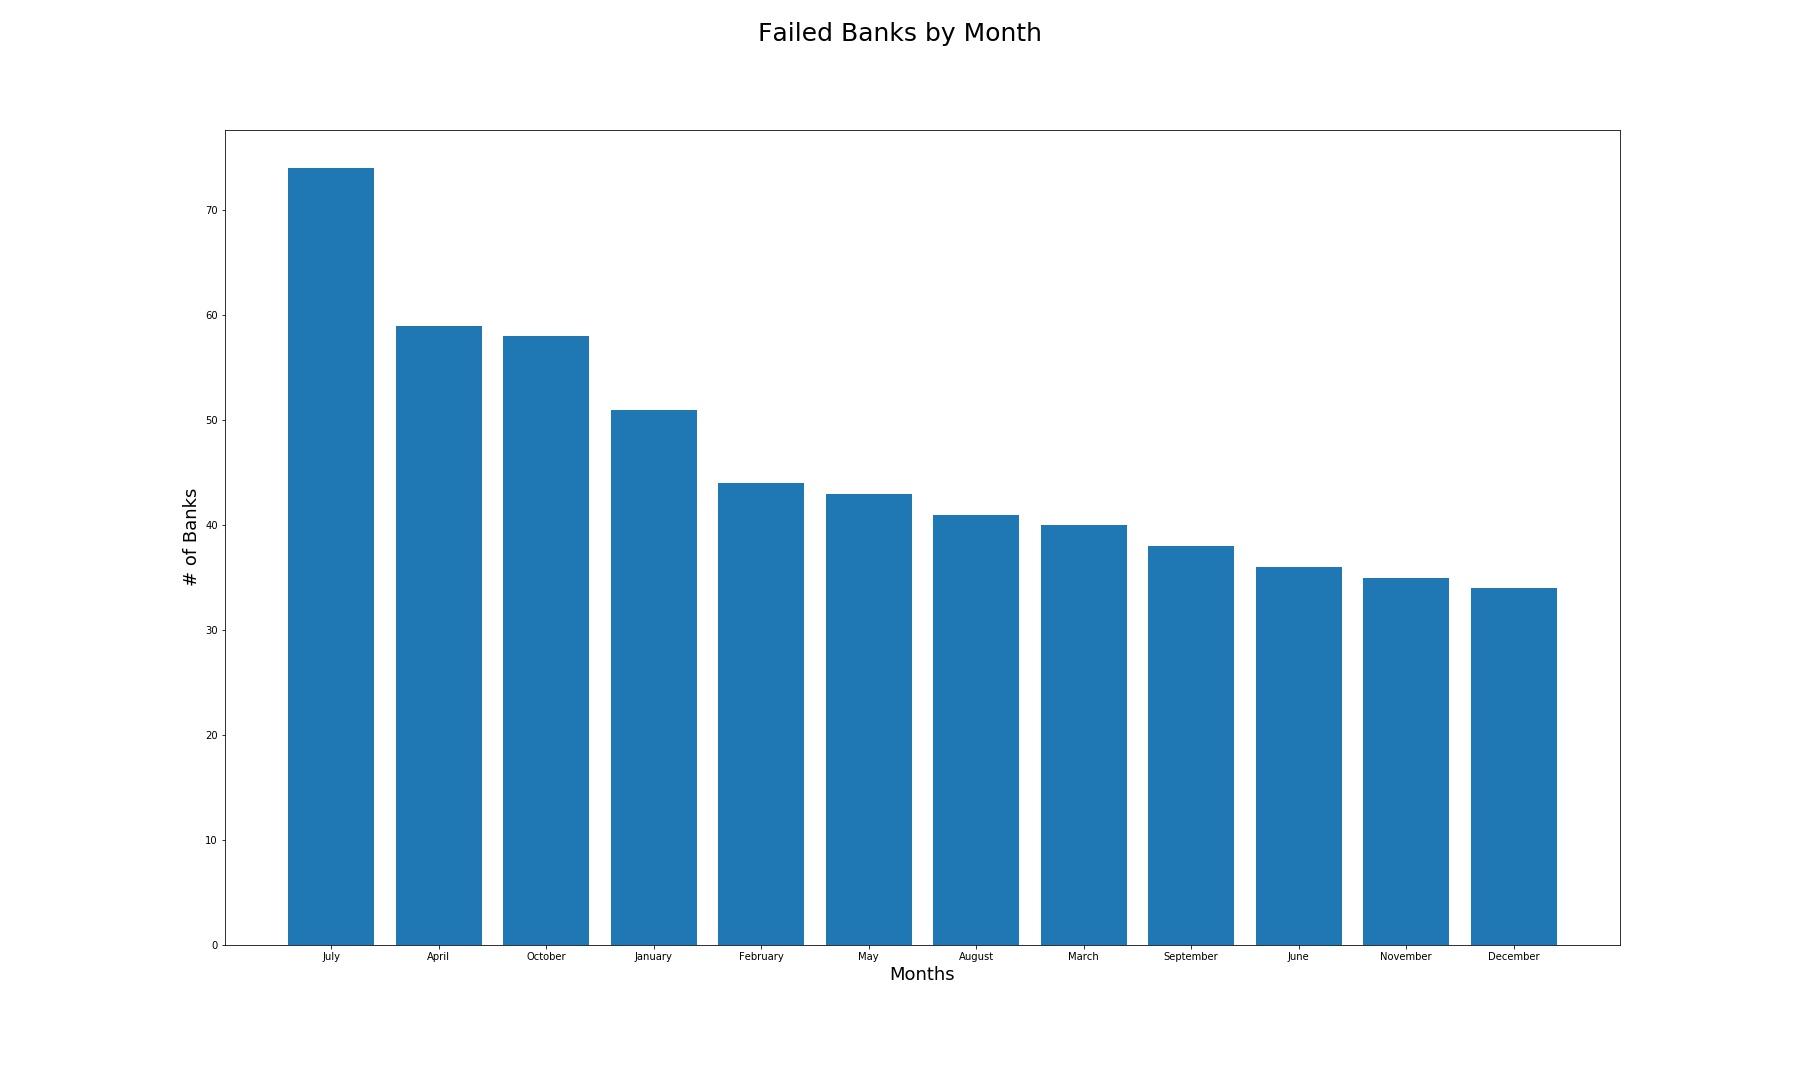 Failed Banks by Month
# of Banks
70
60
50
40
30
20
10
0
July April October January February May August March September June November December
Months